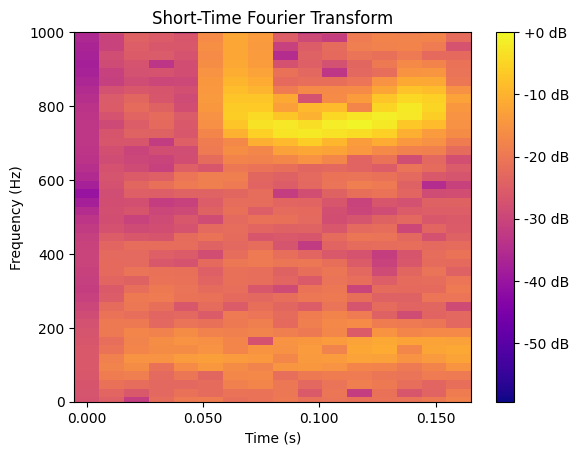 Short-Time Fourier Transform
Frequency (Hz)
1000
800
600
400
200
0
0.000
0.050
0.100
0.150
Time (s)
+0 dB
-10 dB
-20 dB
-30 dB
-40 dB
-50 dB